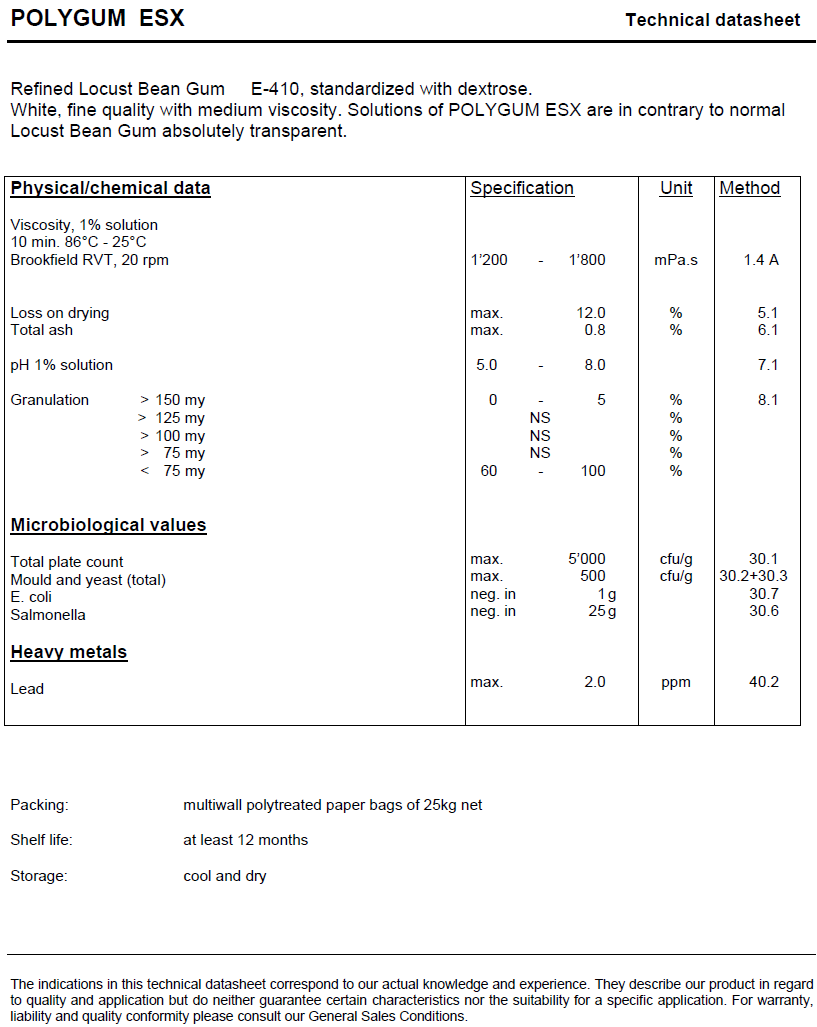 POLYGUM ESX Technical datasheet
Refined Locust Bean Gum E-410, standardized with dextrose.
White, fine quality with medium viscosity. Solutions of POLYGUM ESX are in contrary to normal
Locust Bean Gum absolutely transparent.
Physical/chemical data Specification Unit Method
Viscosity, 1% solution
10 min. 86°C - 25°C
Brookfield RVT, 20 rpm 1’200 - 1’800 mPa.s 1.4 A
Loss on drying max. 12.0 % 5.1
Total ash max. 0.8 % 6.1
pH 1% solution 5.0 - 8.0 7.1
Granulation > 150 my 0 - 5 % 8.1
> 125 my NS %
> 100 my NS %
> 75 my NS %
< 75 my 60 - 100 %
Microbiological values
Total plate count max. 5’000 cfu/g 30.1
Mould and yeast (total) max. 500 cfu/g 30.2+30.3
E. coli neg. in 1 g 30.7
Salmonella neg. in 25 g 30.6
Heavy metals
Lead max. 2.0 ppm 40.2
Packing: multiwall polytreated paper bags of 25kg net
Shelf life: at least 12 months
Storage: cool and dry
The indications in this technical datasheet correspond to our actual knowledge and experience. They describe our product in regard
to quality and application but do neither guarantee certain characteristics nor the suitability for a specific application. For warranty,
liability and quality conformity please consult our General Sales Conditions.